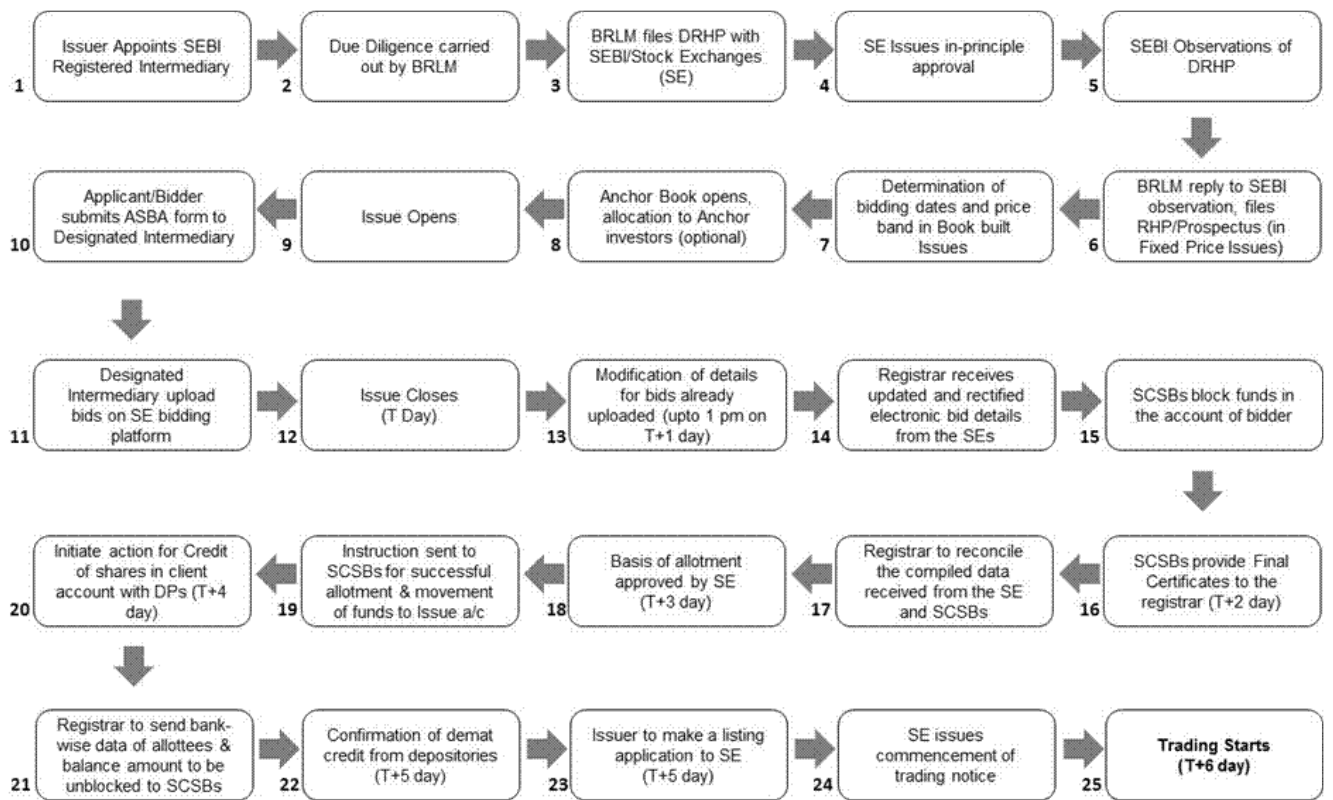 Issuer Appoints SEBI
Registered Intermediary
1
Due Diligence carried
out by BRLM
2
BRLM files DRHP with
SEBI/Stock Exchanges
(SE)
3
SE Issues in-principle
approval
4
SEBI Observations of
DRHP
5
BRLM reply to SEBI
observation, files
RHP/Prospectus (in
Fixed Price Issues)
6
Determination of
bidding dates and price
band in Book built
Issues
7
Anchor Book opens,
allocation to Anchor
investors (optional)
8
Issue Opens
9
Applicant/Bidder
submits ASBA form to
Designated Intermediary
10
Designated
Intermediary upload
bids on SE bidding
platform
11
Issue Closes
(T Day)
12
Modification of details
for bids already
uploaded (upto 1 pm on
T+1 day)
13
Registrar receives
updated and rectified
electronic bid details
from the SEs
14
SCSBs block funds in
the account of bidder
15
SCSBs provide Final
Certificates to the
registrar (T+2 day)
16
Registrar to reconcile
the compiled data
received from the SE
and SCSBs
17
Basis of allotment
approved by SE
(T+3 day)
18
Instruction sent to
SCSBs for successful
allotment & movement
of funds to Issue a/c
19
Initiate action for Credit
of shares in client
account with DPs (T+4
day)
20
Registrar to send bank-
wise data of allottees &
balance amount to be
unblocked to SCSBs
21
Confirmation of demat
credit from depositories
(T+5 day)
22
Issuer to make a listing
application to SE
(T+5 day)
23
SE issues
commencement of
trading notice
24
Trading Starts
(T+6 day)
25